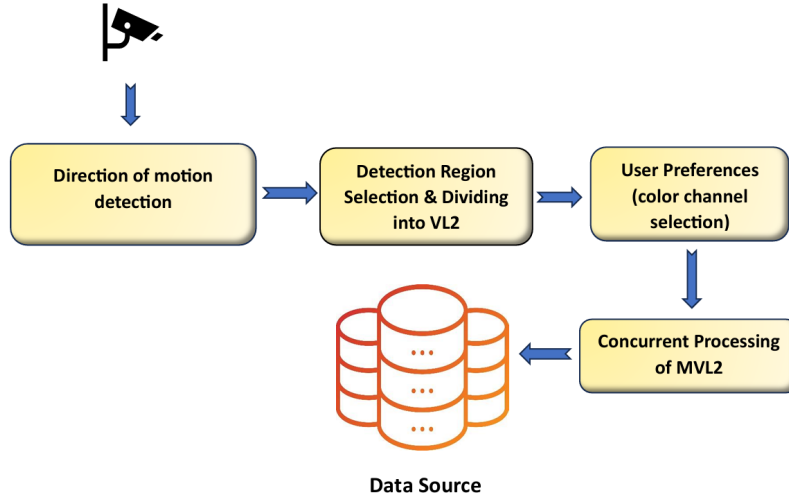 Direction of motion
detection
Detection Region
Selection & Dividing
into VL2
User Preferences
(color channel
selection)
Concurrent Processing
of MVL2
Data Source